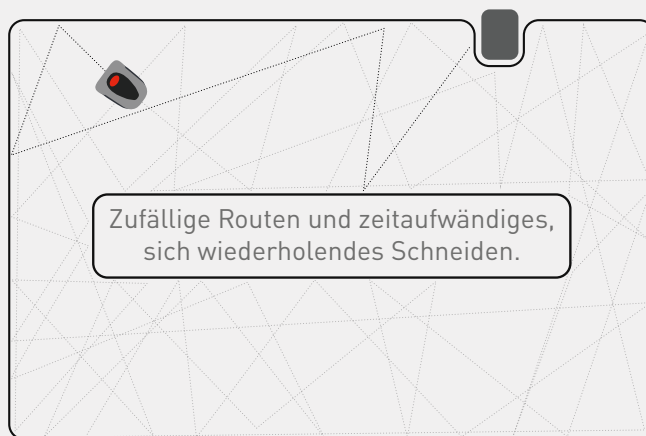 Zufällige Routen und zeitaufwändiges,
sich wiederholendes Schneiden.